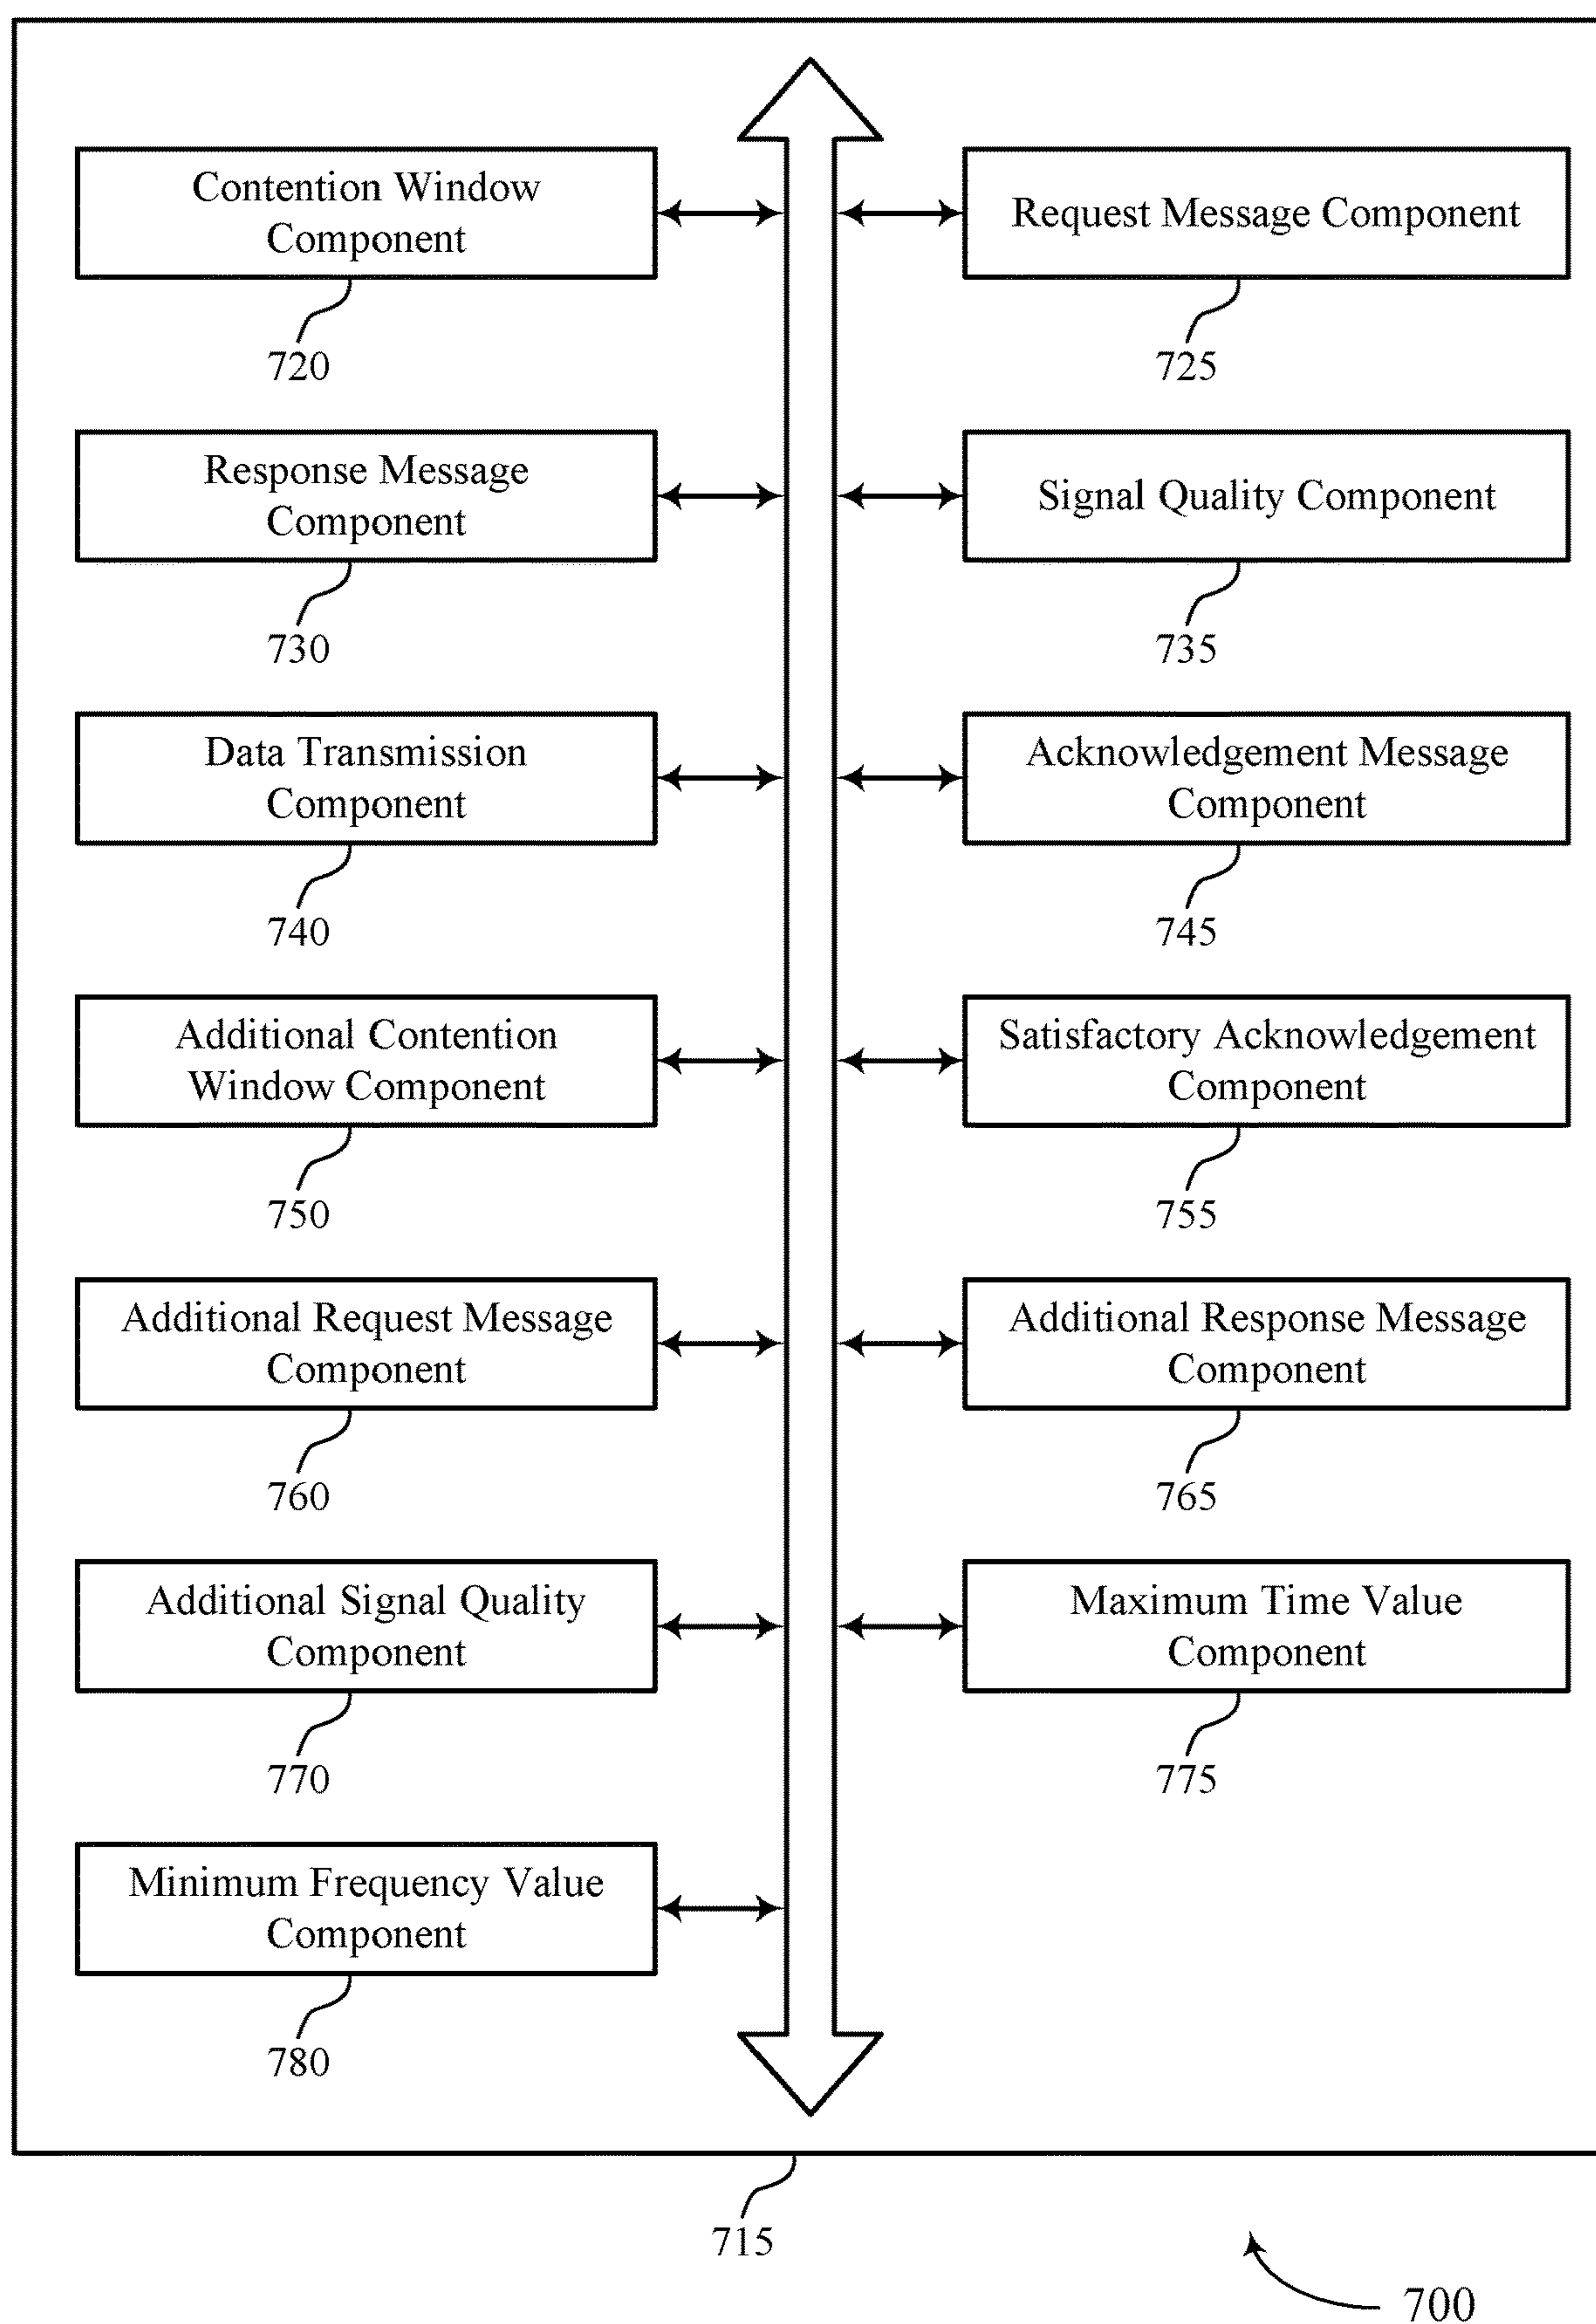 Contention Window
Component
720
Request Message Component
725
Response Message
Component
730
Signal Quality Component
735
Data Transmission
Component
740
Acknowledgement Message
Component
745
Additional Contention
Window Component
750
Satisfactory Acknowledgement
Component
755
Additional Request Message
Component
760
Additional Response Message
Component
765
Additional Signal Quality
Component
770
Maximum Time Value
Component
775
Minimum Frequency Value
Component
780
715
700